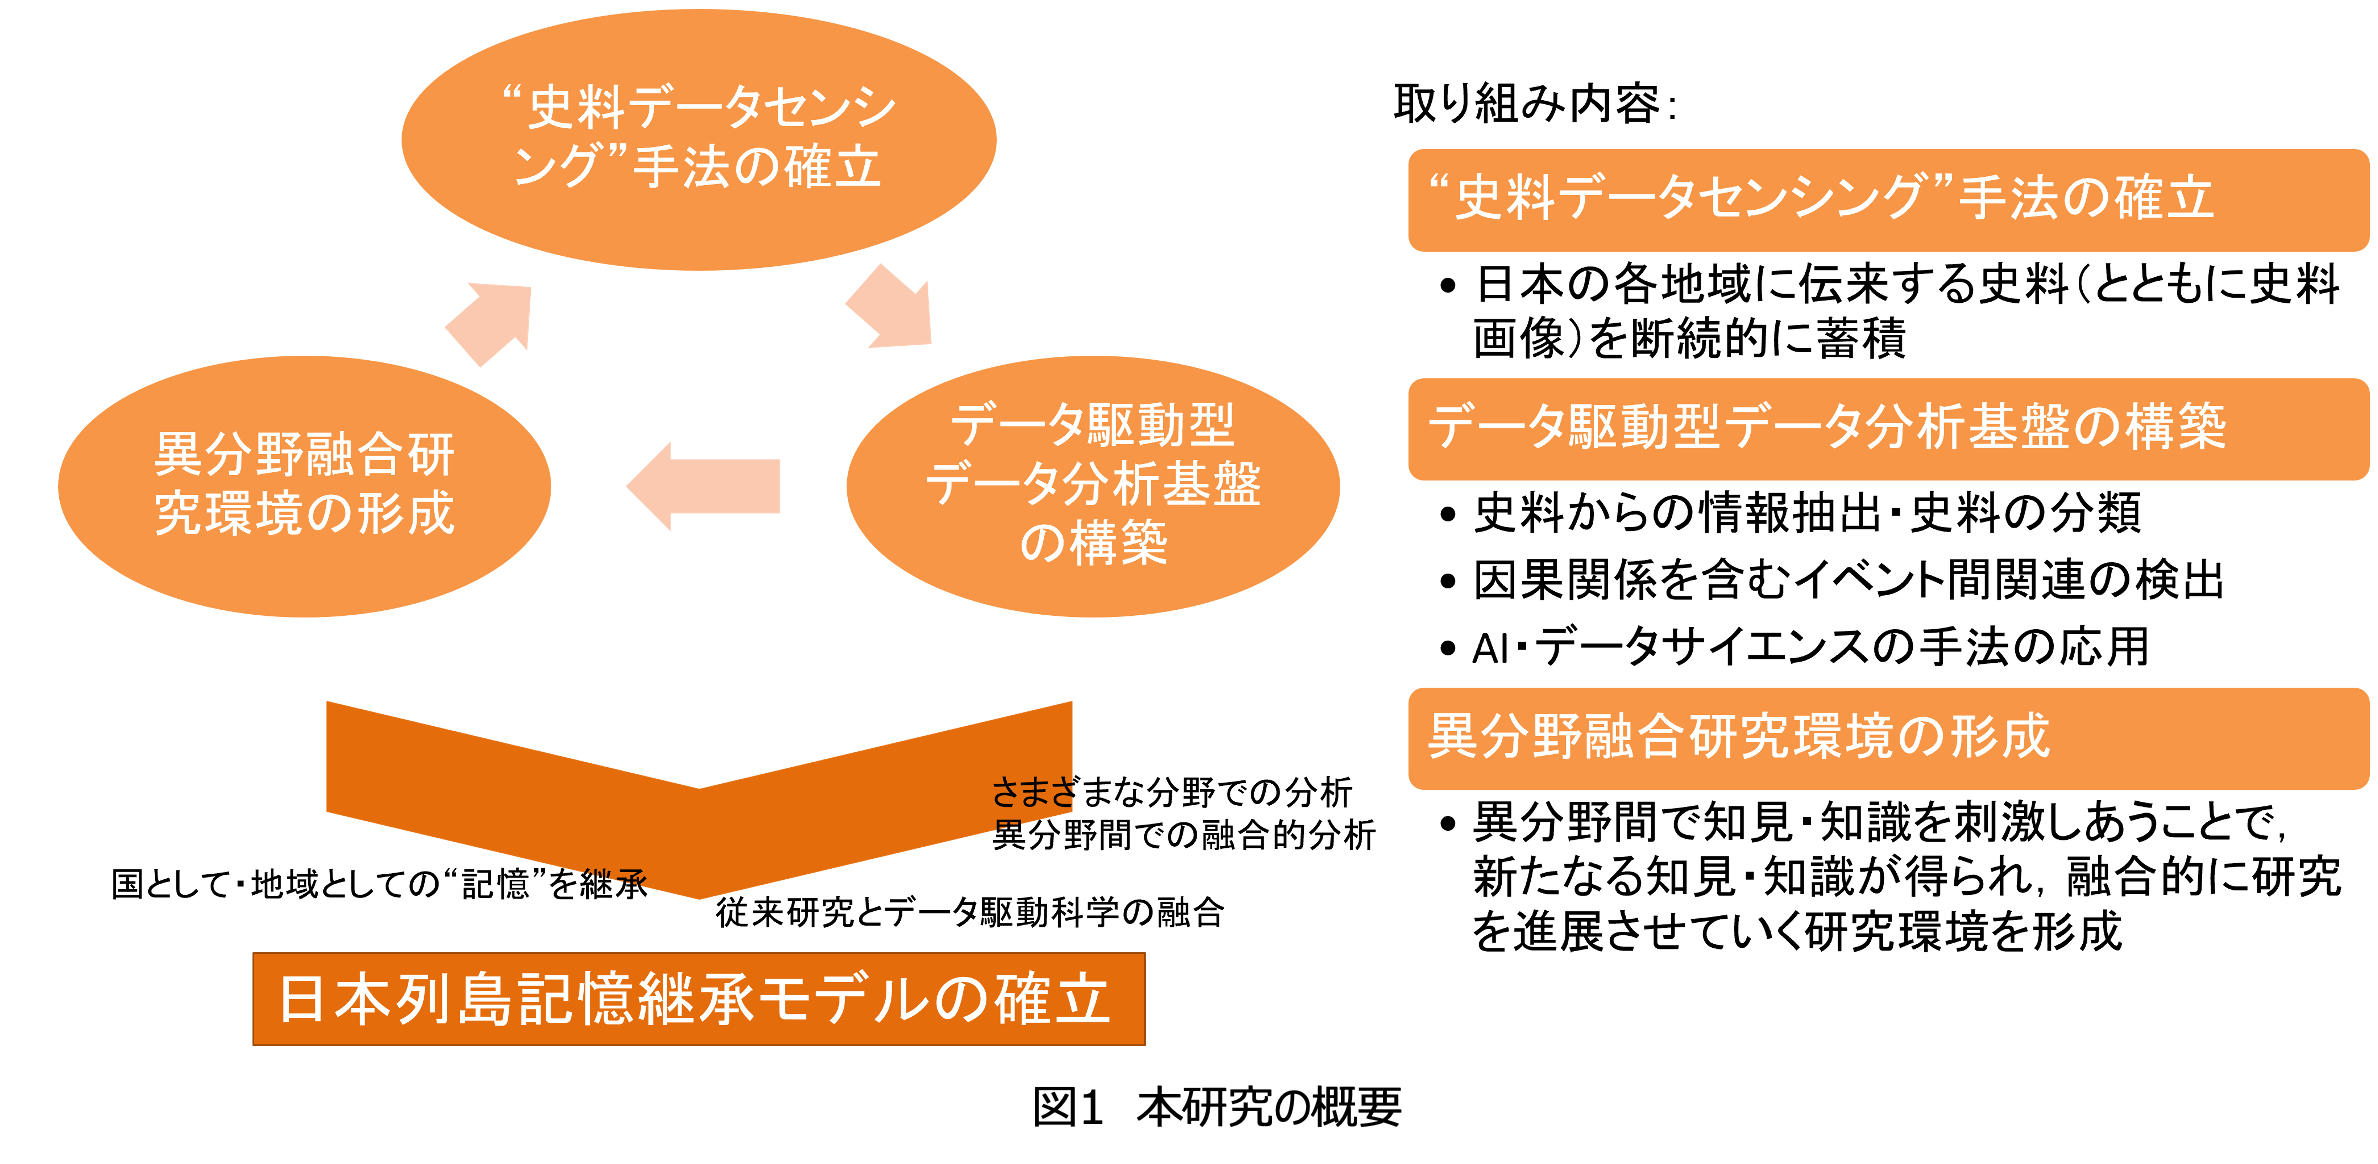 “史料データセンシ
ング”手法の確立
異分野融合研
究環境の形成
データ駆動型
データ分析基盤
の構築
さまざまな分野での分析
異分野間での融合的分析
国として・地域としての“記憶”を継承
従来研究とデータ駆動科学の融合
日本列島記憶継承モデルの確立
取り組み内容：
“史料データセンシング”手法の確立
• 日本の各地域に伝来する史料（とともに史料
画像）を断続的に蓄積
データ駆動型データ分析基盤の構築
• 史料からの情報抽出・史料の分類
• 因果関係を含むイベント間関連の検出
• AI・データサイエンスの手法の応用
異分野融合研究環境の形成
• 異分野間で知見・知識を刺激しあうことで，
新たなる知見・知識が得られ，融合的に研究
を進展させていく研究環境を形成
図1　本研究の概要